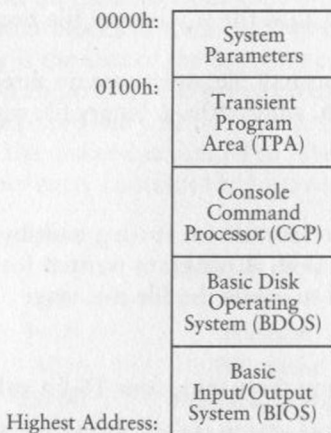 0000h:
System
Parameters
0100h:
Transient
Program
Area (TPA)
Console
Command
Processor (CCP)
Basic Disk
Operating
System (BDOS)
Basic
Input/Output
System (BIOS)
Highest Address: